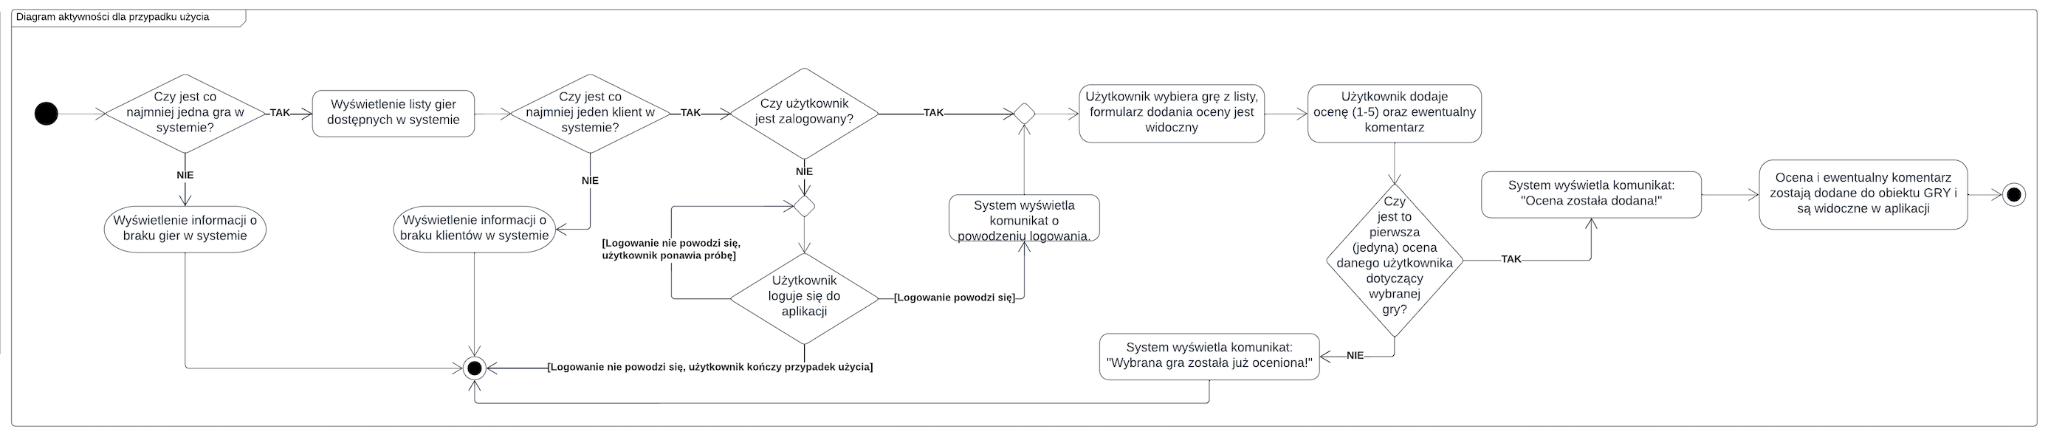 Diagram aktywności dla przypadku użycia
Czy jest co
najmniej jedna gra w
systemie?
TAK
NIE
Wyświetlenie informacji o
braku gier w systemie
Wyświetlenie listy gier
dostępnych w systemie
Czy jest co
najmniej jeden klient w
systemie?
TAK
NIE
Wyświetlenie informacji o
braku klientów w systemie
Czy użytkownik
jest zalogowany?
TAK
NIE
[Logowanie nie powodzi się,
użytkownik ponawia próbę]
Użytkownik
loguje się do
aplikacji
[Logowanie powodzi się]
[Logowanie nie powodzi się, użytkownik kończy przypadek użycia]
System wyświetla
komunikat o
powodzeniu logowania.
Użytkownik wybiera grę z listy,
formularz dodania oceny jest
widoczny
Użytkownik dodaje
ocenę (1-5) oraz ewentualny
komentarz
Czy
jest to
pierwsza
(jedyna) ocena
danego użytkownika
dotyczący
wybranej
gry?
TAK
NIE
System wyświetla komunikat:
"Wybrana gra została już oceniona!"
System wyświetla komunikat:
"Ocena została dodana!"
Ocena i ewentualny komentarz
zostają dodane do obiektu GRY i
są widoczne w aplikacji